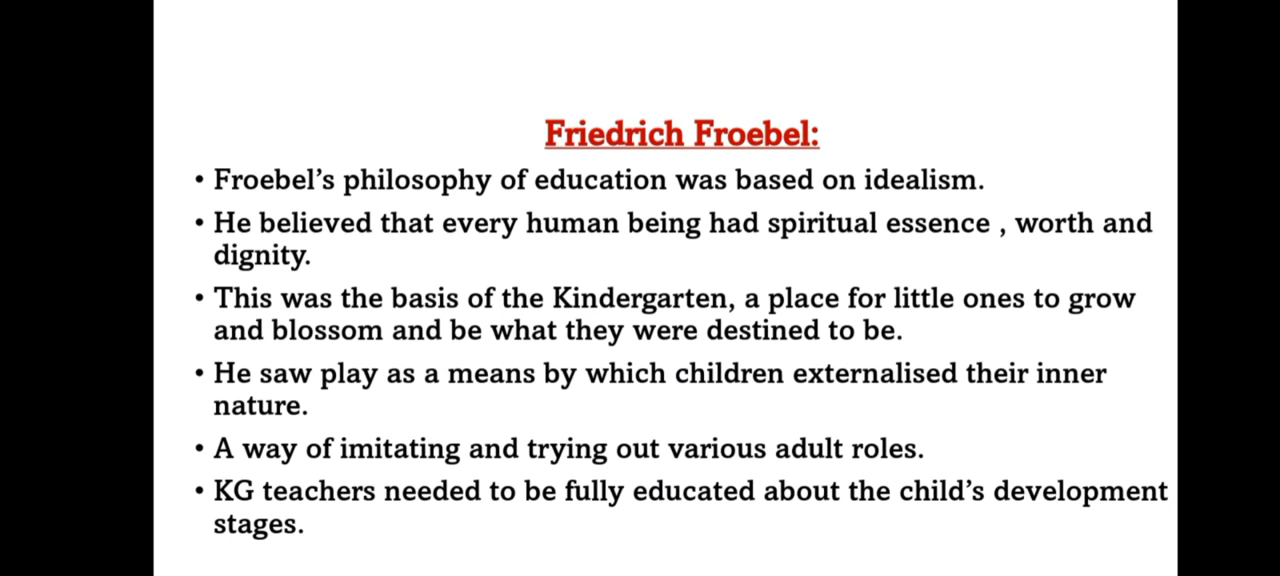 Friedrich Froebel:
• Froebel’s philosophy of education was based on idealism.
• He believed that every human being had spiritual essence , worth and
dignity.
• This was the basis of the Kindergarten, a place for little ones to grow
and blossom and be what they were destined to be.
• He saw play as a means by which children externalised their inner
nature.
• A way of imitating and trying out various adult roles.
• KG teachers needed to be fully educated about the child’s development
stages.